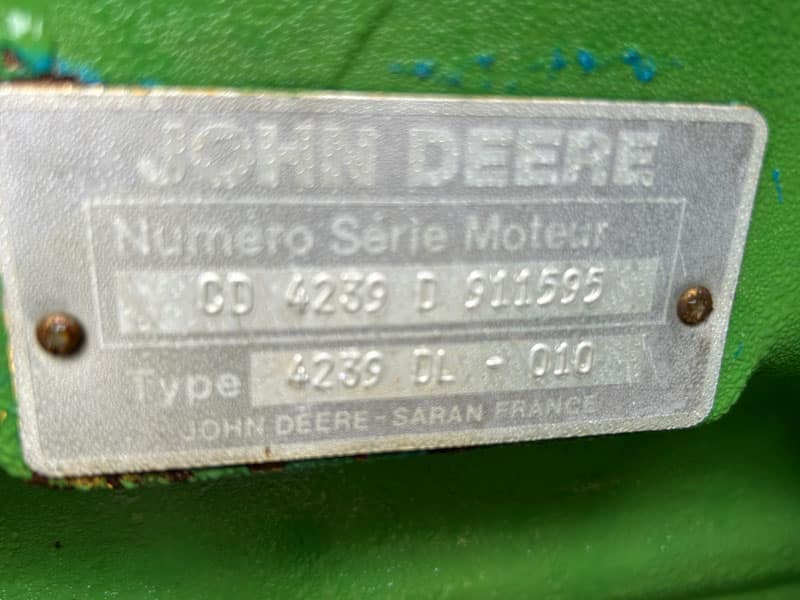 JOHN DEERE
Numéro Série Moteur
CD 4239 D 911595
Type 4239 DL - 010
JOHN DEERE - SARAN FRANCE